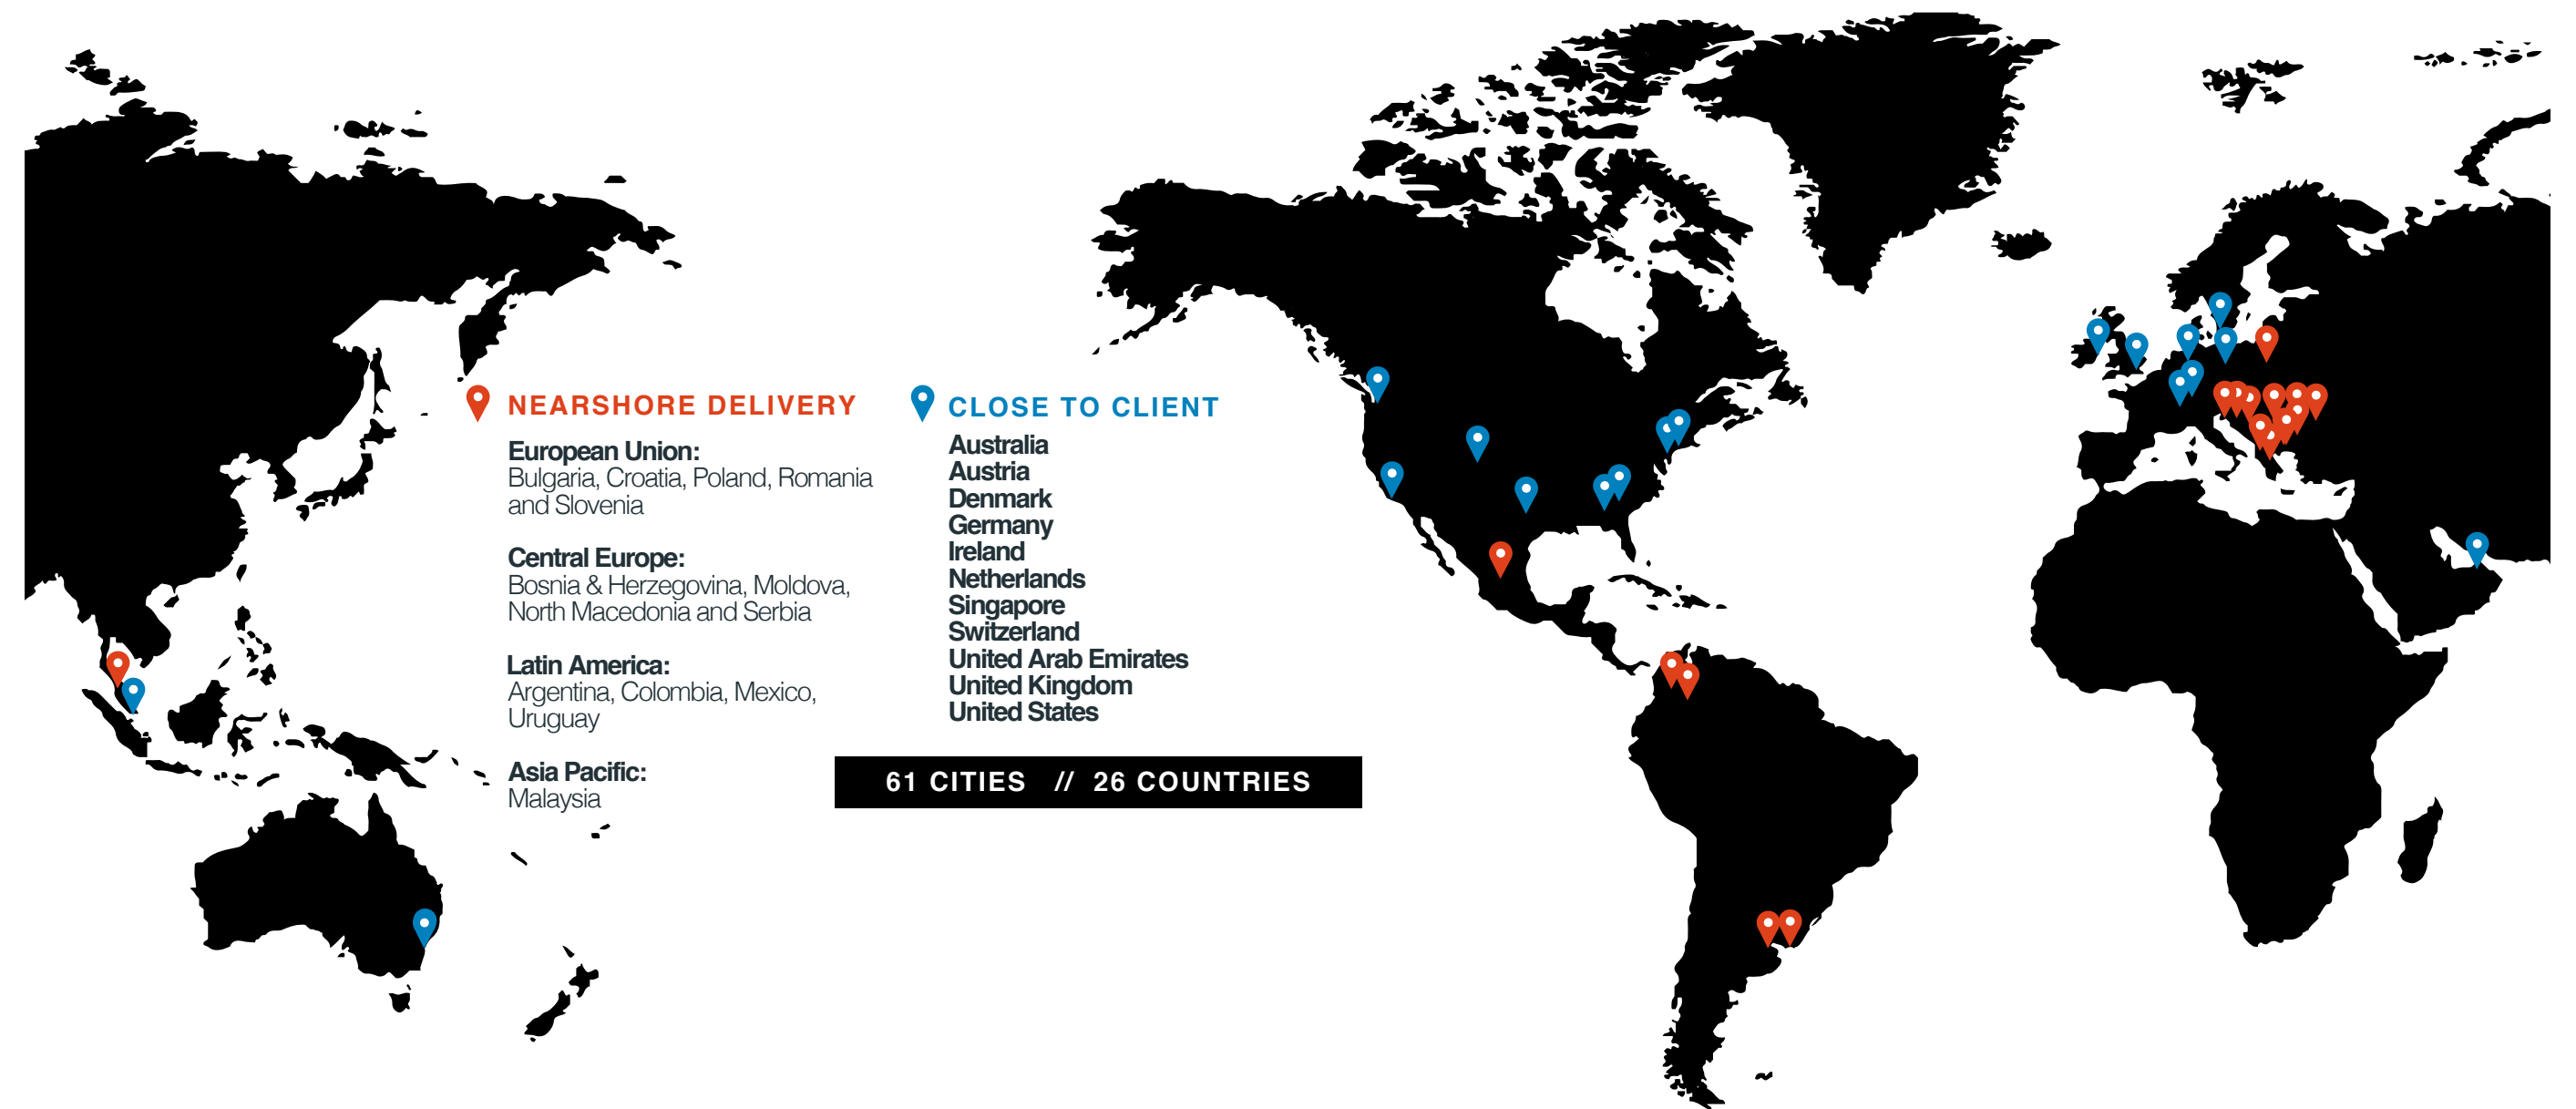 NEARSHORE DELIVERY
European Union:
Bulgaria, Croatia, Poland, Romania
and Slovenia
Central Europe:
Bosnia & Herzegovina, Moldova,
North Macedonia and Serbia
Latin America:
Argentina, Colombia, Mexico,
Uruguay
Asia Pacific:
Malaysia
CLOSE TO CLIENT
Australia
Austria
Denmark
Germany
Ireland
Netherlands
Singapore
Switzerland
United Arab Emirates
United Kingdom
United States
61 CITIES // 26 COUNTRIES